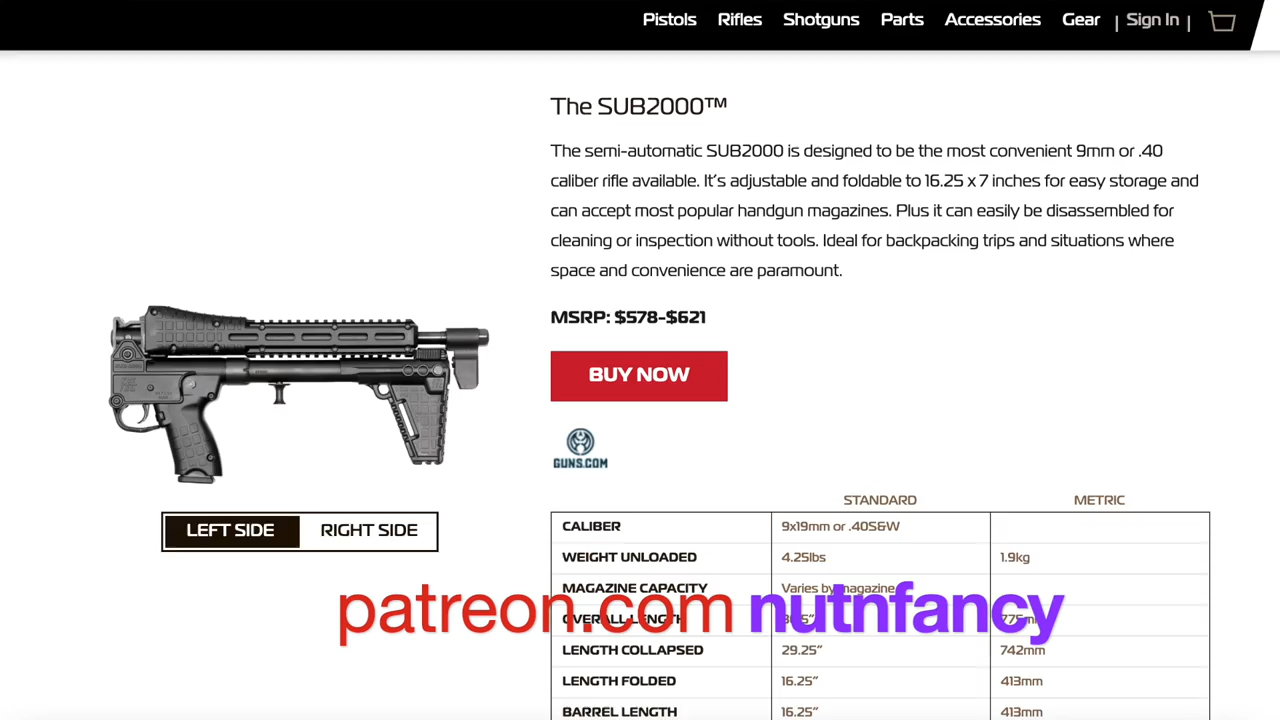 Pistols Rifles Shotguns Parts Accessories Gear | Sign In |
The SUB2000™
The semi-automatic SUB2000 is designed to be the most convenient 9mm or .40
caliber rifle available. It's adjustable and foldable to 16.25 x 7 inches for easy storage and
can accept most popular handgun magazines. Plus it can easily be disassembled for
cleaning or inspection without tools. Ideal for backpacking trips and situations where
space and convenience are paramount.
MSRP: $578-$621
BUY NOW
GUNS.COM
LEFT SIDE RIGHT SIDE
STANDARD METRIC
CALIBER 9x19mm or .40S&W
WEIGHT UNLOADED 4.25lbs 1.9kg
MAGAZINE CAPACITY Varies by magazine
patreon.com nutnfancy
OVERALL LENGTH
LENGTH COLLAPSED 29.25" 742mm
LENGTH FOLDED 16.25" 413mm
BARREL LENGTH 16.25" 413mm